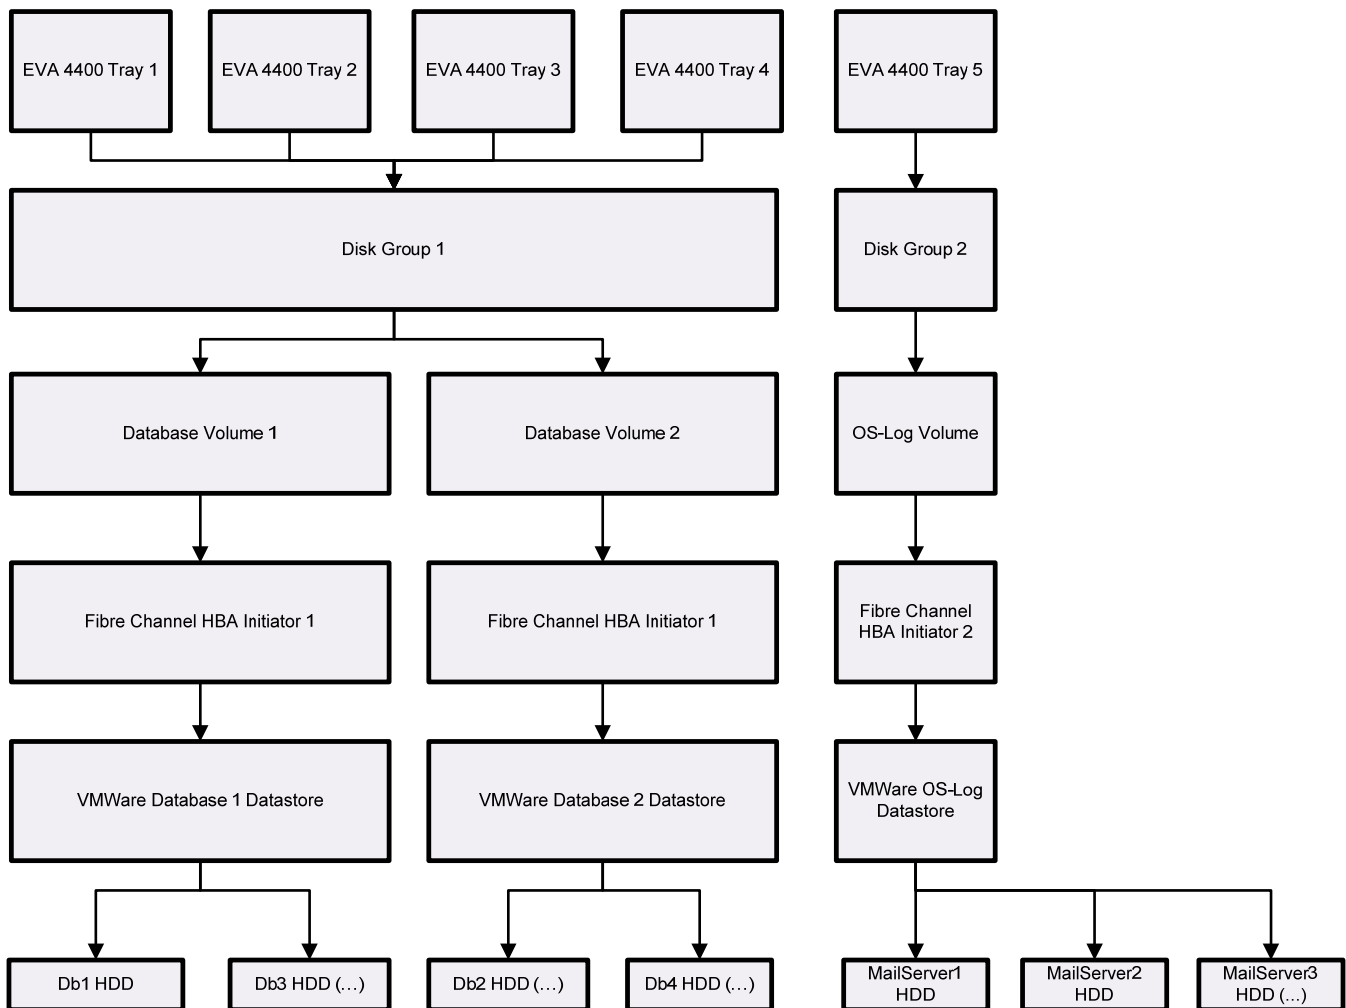 EVA 4400 Tray 1
EVA 4400 Tray 2
EVA 4400 Tray 3
EVA 4400 Tray 4
EVA 4400 Tray 5
Disk Group 1
Disk Group 2
Database Volume 1
Database Volume 2
OS-Log Volume
Fibre Channel HBA Initiator 1
Fibre Channel HBA Initiator 1
Fibre Channel
HBA Initiator 2
VMWare Database 1 Datastore
VMWare Database 2 Datastore
VMWare OS-Log
Datastore
Db1 HDD
Db3 HDD (…)
Db2 HDD (…)
Db4 HDD (…)
MailServer1
HDD
MailServer2
HDD
MailServer3
HDD (…)